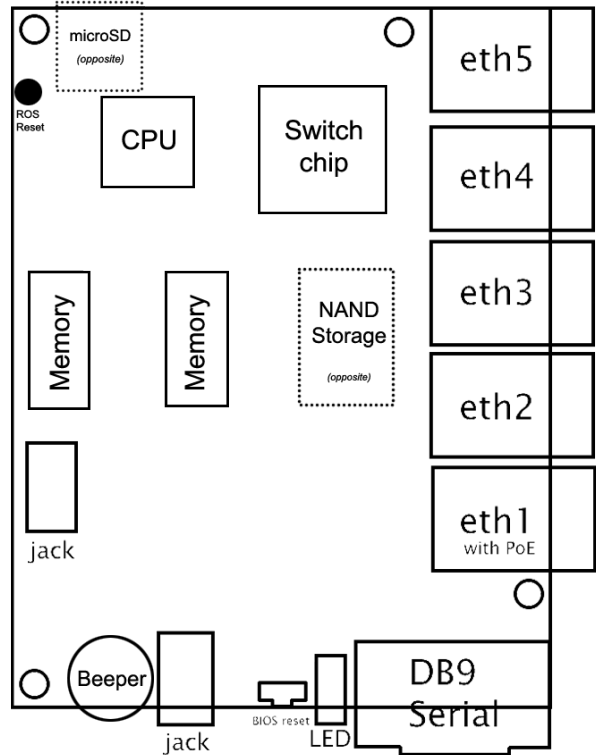 microSD
(opposite)
eth5
ROS
Reset
CPU
Switch
chip
eth4
Memory
Memory
NAND
Storage
(opposite)
eth3
eth2
jack
eth1
with PoE
Beeper
jack
BIOS reset
LED
DB9
Serial